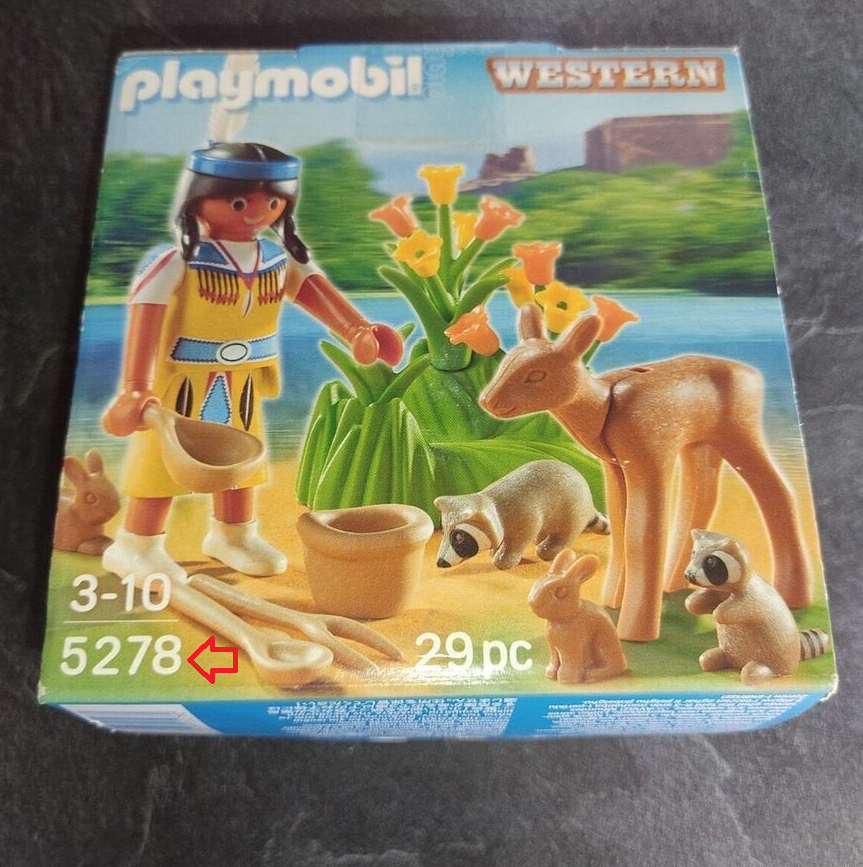 playmobil
WESTERN
3-10
5278
29 pc